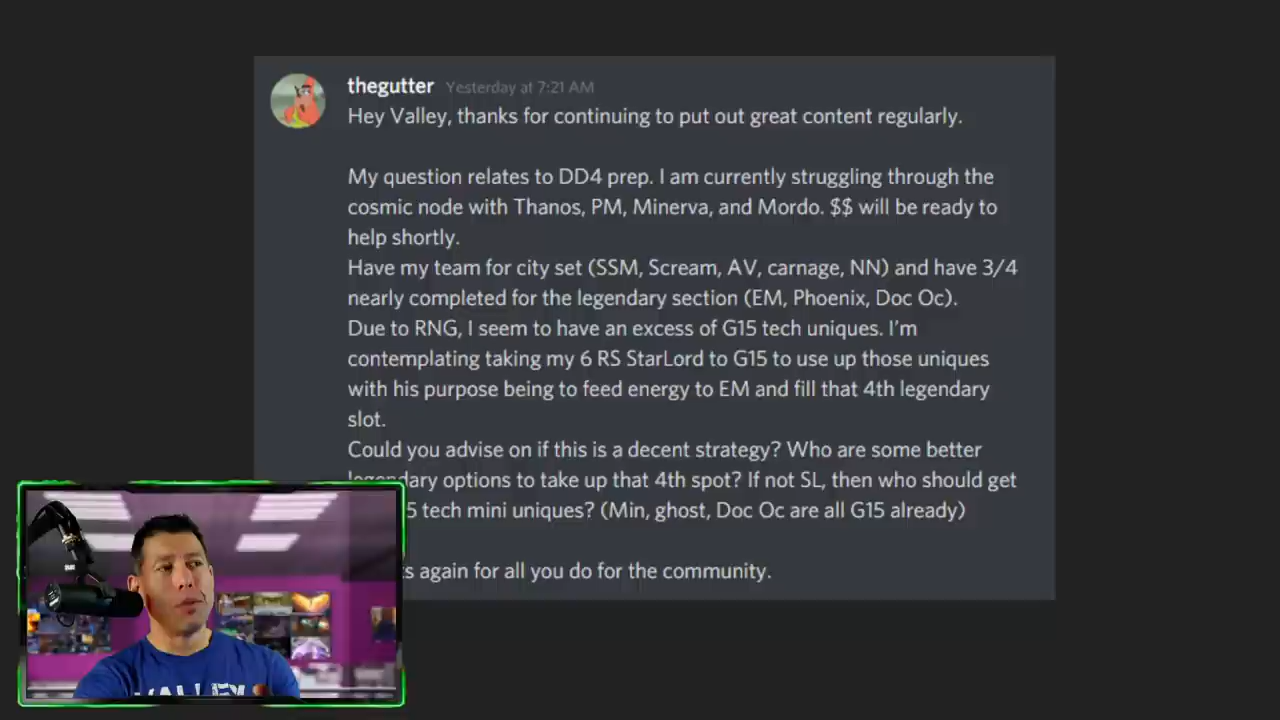 thegutter Yesterday at 7:21 AM
Hey Valley, thanks for continuing to put out great content regularly.
My question relates to DD4 prep. I am currently struggling through the
cosmic node with Thanos, PM, Minerva, and Mordo. $$ will be ready to
help shortly.
Have my team for city set (SSM, Scream, AV, carnage, NN) and have 3/4
nearly completed for the legendary section (EM, Phoenix, Doc Oc).
Due to RNG, I seem to have an excess of G15 tech uniques. I'm
contemplating taking my 6 RS StarLord to G15 to use up those uniques
with his purpose being to feed energy to EM and fill that 4th legendary
slot.
Could you advise on if this is a decent strategy? Who are some better
legendary options to take up that 4th spot? If not SL, then who should get
5 tech mini uniques? (Min, ghost, Doc Oc are all G15 already)
again for all you do for the community.
VALLEY